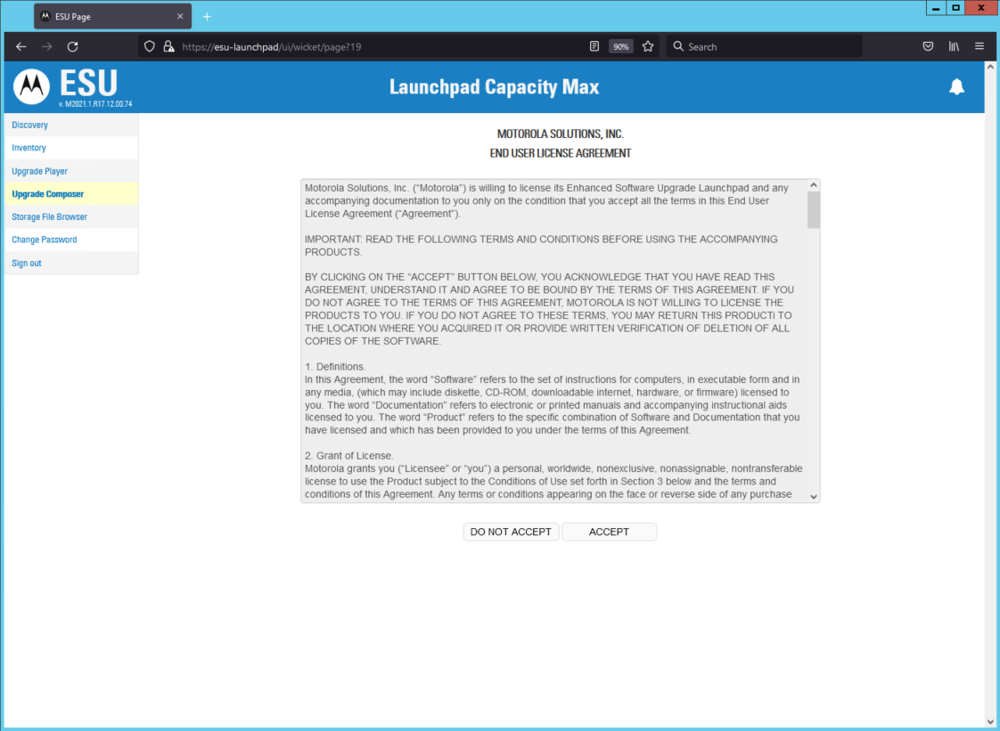 ESU Page
https://esu-launchpad/ui/wicket/page?19
90%
Search
ESU
v. M2021.1.R17.12.00.74
Launchpad Capacity Max
Discovery
Inventory
Upgrade Player
Upgrade Composer
Storage File Browser
Change Password
Sign out
MOTOROLA SOLUTIONS, INC.
END USER LICENSE AGREEMENT
Motorola Solutions, Inc. (“Motorola”) is willing to license its Enhanced Software Upgrade Launchpad and any
accompanying documentation to you only on the condition that you accept all the terms in this End User
License Agreement (“Agreement”).
IMPORTANT: READ THE FOLLOWING TERMS AND CONDITIONS BEFORE USING THE ACCOMPANYING
PRODUCTS.
BY CLICKING ON THE “ACCEPT” BUTTON BELOW, YOU ACKNOWLEDGE THAT YOU HAVE READ THIS
AGREEMENT, UNDERSTAND IT AND AGREE TO BE BOUND BY THE TERMS OF THIS AGREEMENT. IF YOU
DO NOT AGREE TO THE TERMS OF THIS AGREEMENT, MOTOROLA IS NOT WILLING TO LICENSE THE
PRODUCTS TO YOU. IF YOU DO NOT AGREE TO THESE TERMS, YOU MAY RETURN THIS PRODUCTi TO
THE LOCATION WHERE YOU ACQUIRED IT OR PROVIDE WRITTEN VERIFICATION OF DELETION OF ALL
COPIES OF THE SOFTWARE.
1. Definitions.
In this Agreement, the word “Software” refers to the set of instructions for computers, in executable form and in
any media, (which may include diskette, CD-ROM, downloadable internet, hardware, or firmware) licensed to
you. The word “Documentation” refers to electronic or printed manuals and accompanying instructional aids
licensed to you. The word “Product” refers to the specific combination of Software and Documentation that you
have licensed and which has been provided to you under the terms of this Agreement.
2. Grant of License.
Motorola grants you (“Licensee” or “you”) a personal, worldwide, nonexclusive, nonassignable, nontransferable
license to use the Product subject to the Conditions of Use set forth in Section 3 below and the terms and
conditions of this Agreement. Any terms or conditions appearing on the face or reverse side of any purchase
DO NOT ACCEPT
ACCEPT